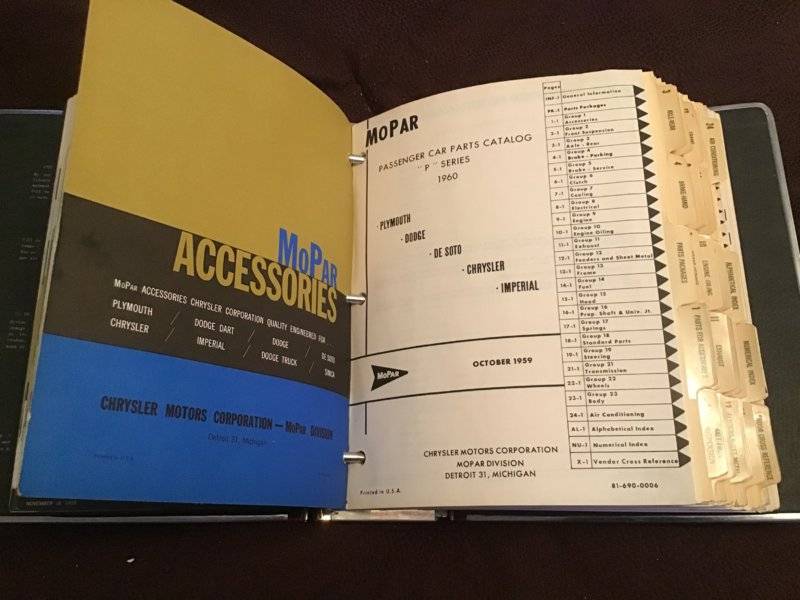 MoPAR
ACCESSORIES
MoPAR ACCESSORIES CHRYSLER CORPORATION QUALITY ENGINEERED FOR
PLYMOUTH / DODGE DART / DODGE / DE SOTO
CHRYSLER / IMPERIAL / DODGE TRUCK / SIMCA
CHRYSLER MOTORS CORPORATION — MoPAR DIVISION
Detroit 31, Michigan
Printed in U.S.A.
MoPAR
PASSENGER CAR PARTS CATALOG
"P" SERIES
1960
· PLYMOUTH
· DODGE
· DE SOTO
· CHRYSLER
· IMPERIAL
MoPAR
OCTOBER 1959
CHRYSLER MOTORS CORPORATION
MOPAR DIVISION
DETROIT 31, MICHIGAN
Printed in U.S.A.
81-690-0006
Pages
INF-1 General Information
PK-1 Parts Packages
1-1 Group 1
Accessories
2-1 Group 2
Front Suspension
3-1 Group 3
Axle - Rear
4-1 Group 4
Brake - Parking
5-1 Group 5
Brake - Service
6-1 Group 6
Clutch
7-1 Group 7
Cooling
8-1 Group 8
Electrical
9-1 Group 9
Engine
10-1 Group 10
Engine Oiling
11-1 Group 11
Exhaust
12-1 Group 12
Fenders and Sheet Metal
13-1 Group 13
Frame
14-1 Group 14
Fuel
15-1 Group 15
Hood
16-1 Group 16
Prop. Shaft & Univ. Jt.
17-1 Group 17
Springs
18-1 Group 18
Standard Parts
19-1 Group 19
Steering
21-1 Group 21
Transmission
22-1 Group 22
Wheels
23-1 Group 23
Body
24-1 Air Conditioning
AL-1 Alphabetical Index
NU-1 Numerical Index
X-1 Vendor Cross Reference
24 AIR CONDITIONING
PARTS PACKAGES
10 ENGINE OILING
ALPHABETICAL INDEX
11 EXHAUST
NUMERICAL INDEX